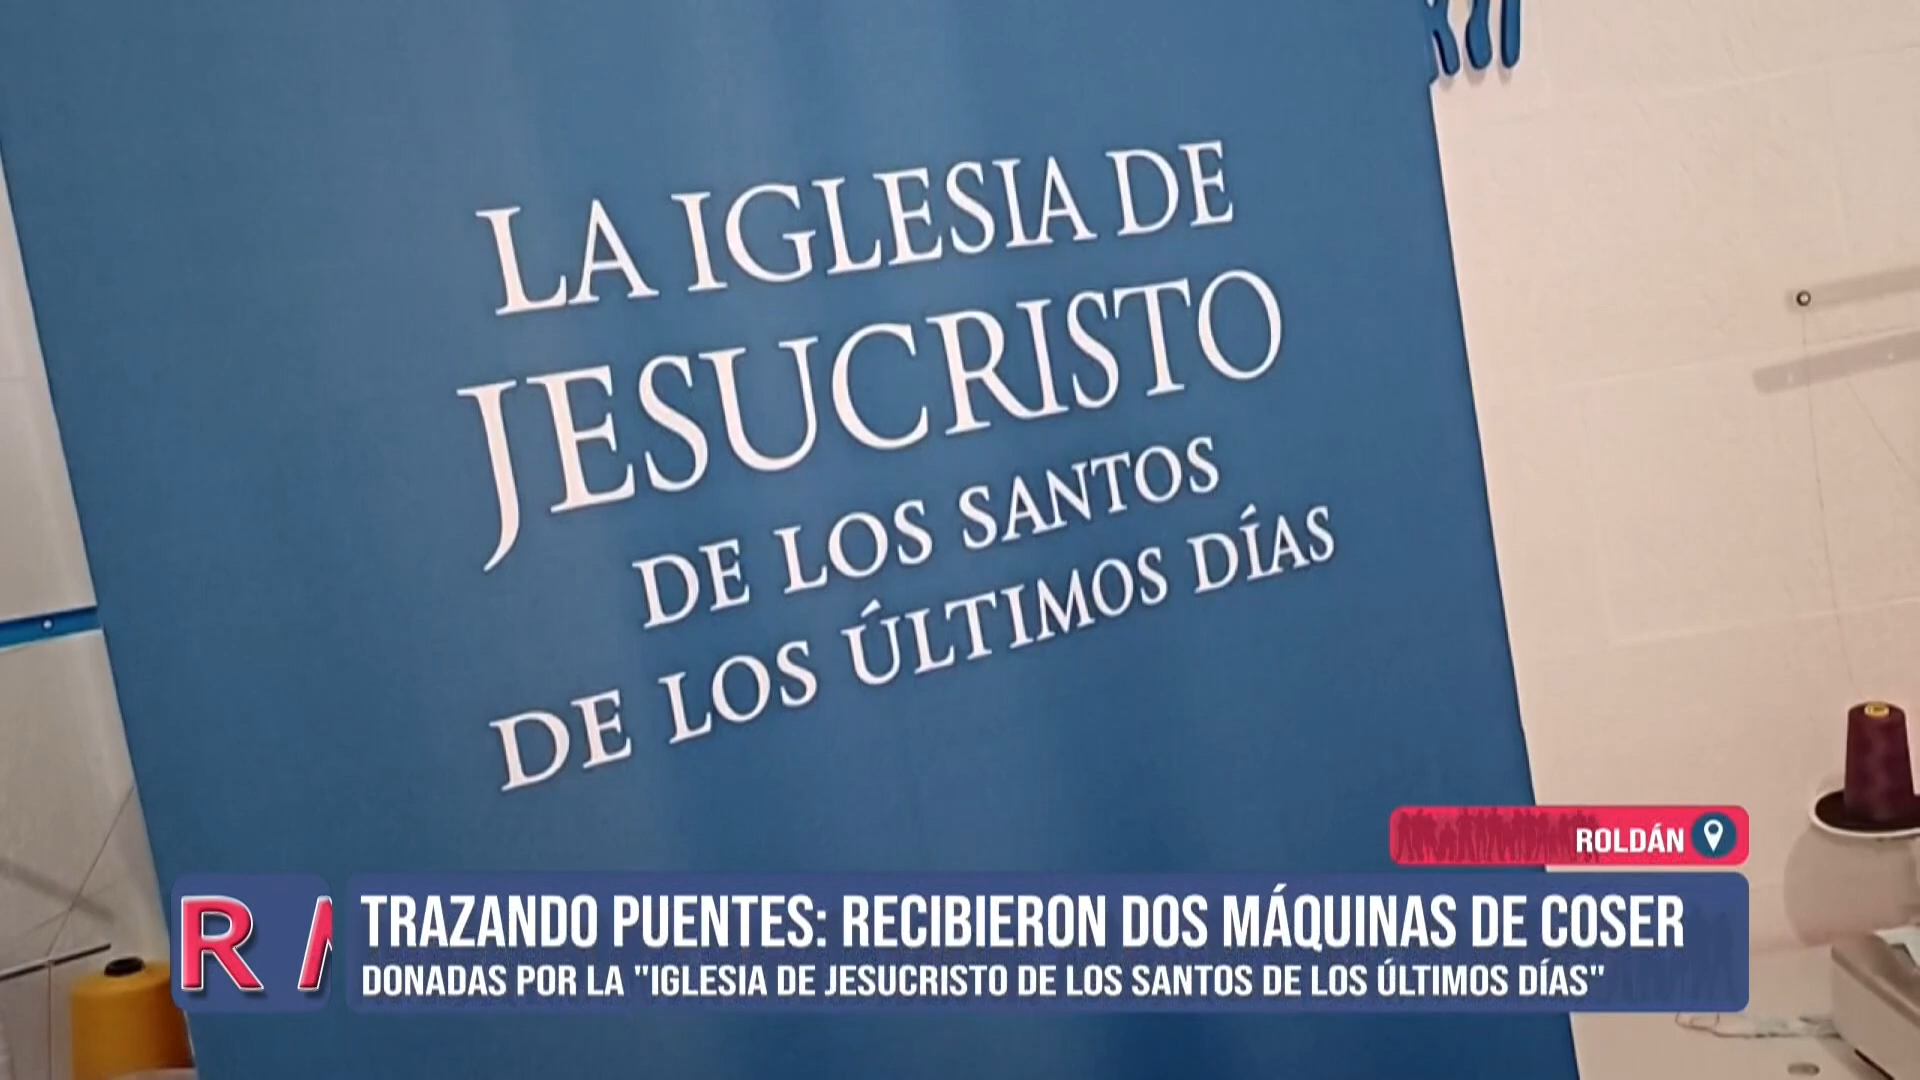 LA IGLESIA DE
JESUCRISTO
DE LOS SANTOS
DE LOS ÚLTIMOS DÍAS
ROLDÁN
TRAZANDO PUENTES: RECIBIERON DOS MÁQUINAS DE COSER
DONADAS POR LA "IGLESIA DE JESUCRISTO DE LOS SANTOS DE LOS ÚLTIMOS DÍAS"